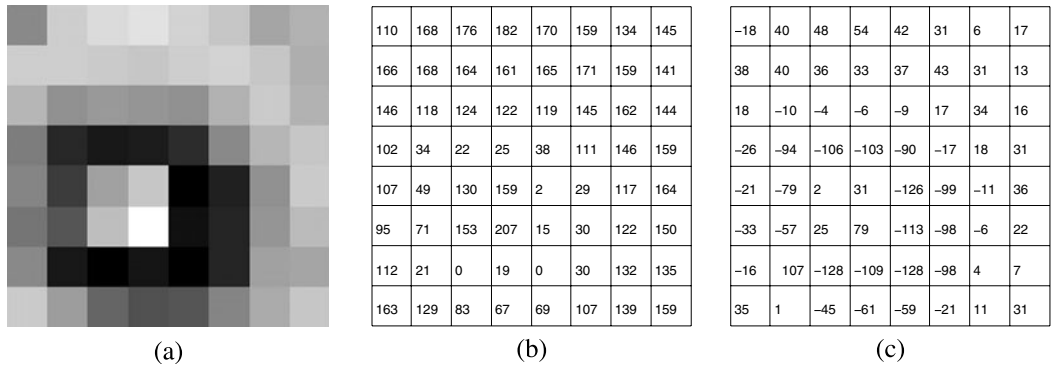 110 168 176 182 170 159 134 145
166 168 164 161 165 171 159 141
146 118 124 122 119 145 162 144
102 34 22 25 38 111 146 159
107 49 130 159 2 29 117 164
95 71 153 207 15 30 122 150
112 21 0 19 0 30 132 135
163 129 83 67 69 107 139 159
−18 40 48 54 42 31 6 17
38 40 36 33 37 43 31 13
18 −10 −4 −6 −9 17 34 16
−26 −94 −106 −103 −90 −17 18 31
−21 −79 2 31 −126 −99 −11 36
−33 −57 25 79 −113 −98 −6 22
−16 107 −128 −109 −128 −98 4 7
35 1 −45 −61 −59 −21 11 31
(a) (b) (c)